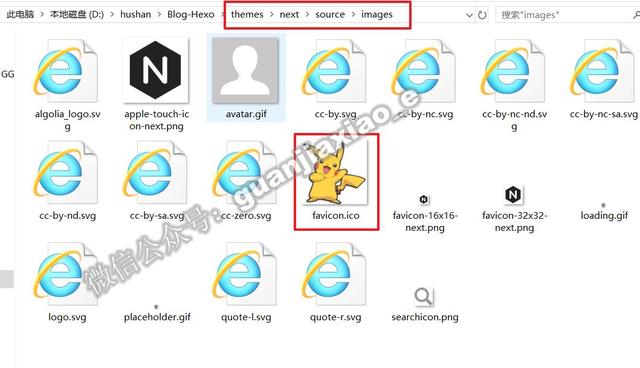 此电脑 > 本地磁盘 (D:) > hushan > Blog-Hexo > themes > next > source > images >
搜索"images"
GG
algolia_logo.sv
g
apple-touch-ic
on-next.png
avatar.gif
cc-by.svg
cc-by-nc.svg
cc-by-nc-nd.sv
g
cc-by-nc-sa.svg
cc-by-nd.svg
cc-by-sa.svg
cc-zero.svg
favicon.ico
favicon-16x16-
next.png
favicon-32x32-
next.png
loading.gif
logo.svg
placeholder.gif
quote-l.svg
quote-r.svg
searchicon.png
微信公众号：guanjiaxiao_e